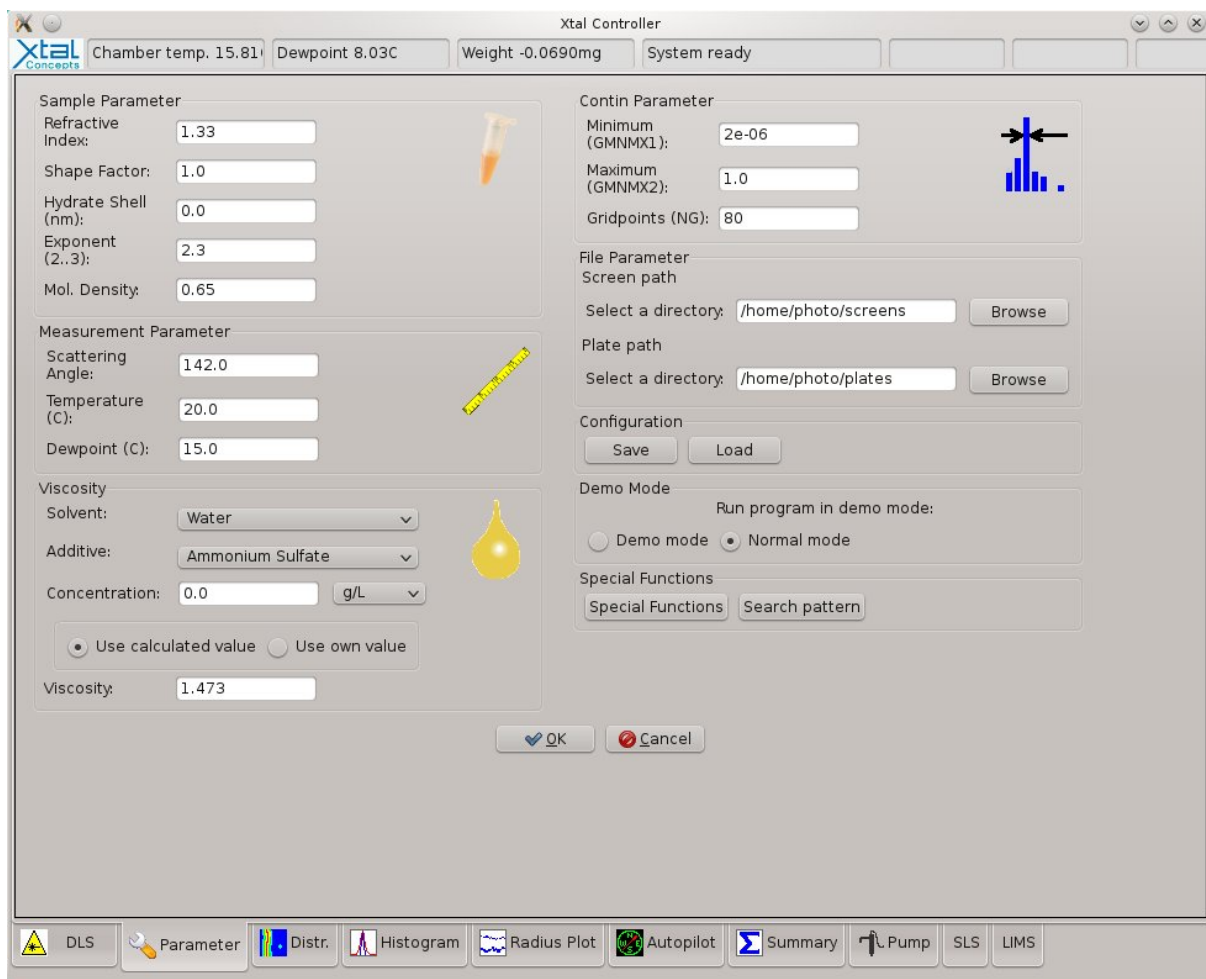 Xtal Controller
Xtal Concepts
Chamber temp. 15.81
Dewpoint 8.03C
Weight -0.0690mg
System ready
Sample Parameter
Refractive
Index:
1.33
Shape Factor:
1.0
Hydrate Shell
(nm):
0.0
Exponent
(2..3):
2.3
Mol. Density:
0.65
Measurement Parameter
Scattering
Angle:
142.0
Temperature
(C):
20.0
Dewpoint (C):
15.0
Viscosity
Solvent:
Water
Additive:
Ammonium Sulfate
Concentration:
0.0
g/L
Use calculated value
Use own value
Viscosity:
1.473
Contin Parameter
Minimum
(GMNMX1):
2e-06
Maximum
(GMNMX2):
1.0
Gridpoints (NG):
80
File Parameter
Screen path
Select a directory:
/home/photo/screens
Browse
Plate path
Select a directory:
/home/photo/plates
Browse
Configuration
Save
Load
Demo Mode
Run program in demo mode:
Demo mode
Normal mode
Special Functions
Special Functions
Search pattern
OK
Cancel
DLS
Parameter
Distr.
Histogram
Radius Plot
Autopilot
Summary
Pump
SLS
LIMS